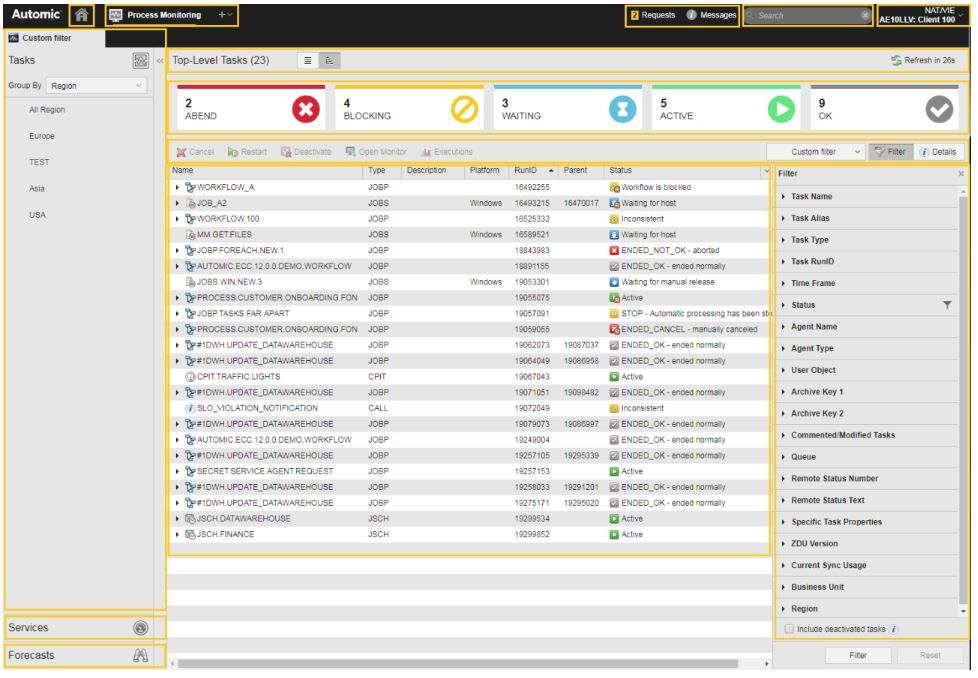 Automic Process Monitoring + 2 Requests i Messages Search NAT/VIE
AE10LLV: Client 100
Custom filter
Tasks
Group By Region
All Region
Europe
TEST
Asia
USA
Services
Forecasts
Top-Level Tasks (23) Refresh in 26s
2
ABEND
4
BLOCKING
3
WAITING
5
ACTIVE
9
OK
Cancel Restart Deactivate Open Monitor Executions Custom filter Filter Details
Name Type Description Platform RunID Parent Status
WORKFLOW_A JOBP 16492255 Workflow is blocked
JOB_A2 JOBS Windows 16493215 16470017 Waiting for host
WORKFLOW.100 JOBP 16525332 Inconsistent
MM.GET.FILES JOBS Windows 16589521 Waiting for host
JOBP.FOREACH.NEW.1 JOBP 18843983 ENDED_NOT_OK - aborted
AUTOMIC.ECC.12.0.0.DEMO.WORKFLOW JOBP 18891155 ENDED_OK - ended normally
JOBS.WIN.NEW.3 JOBS Windows 19053301 Waiting for manual release
PROCESS.CUSTOMER.ONBOARDING.FON JOBP 19055075 Active
JOBP.TASKS.FAR.APART JOBP 19057091 STOP - Automatic processing has been sto
PROCESS.CUSTOMER.ONBOARDING.FON JOBP 19059055 ENDED_CANCEL - manually canceled
#1DWH.UPDATE_DATAWAREHOUSE JOBP 19062073 19087037 ENDED_OK - ended normally
#1DWH.UPDATE_DATAWAREHOUSE JOBP 19064049 19086958 ENDED_OK - ended normally
CPIT.TRAFFIC.LIGHTS CPIT 19067043 Active
#1DWH.UPDATE_DATAWAREHOUSE JOBP 19071051 19098482 ENDED_OK - ended normally
SLO_VIOLATION_NOTIFICATION CALL 19072049 Inconsistent
#1DWH.UPDATE_DATAWAREHOUSE JOBP 19079073 19086997 ENDED_OK - ended normally
AUTOMIC.ECC.12.0.0.DEMO.WORKFLOW JOBP 19249004 ENDED_OK - ended normally
#1DWH.UPDATE_DATAWAREHOUSE JOBP 19257105 19295339 ENDED_OK - ended normally
SECRET.SERVICE.AGENT.REQUEST JOBP 19257153 Active
#1DWH.UPDATE_DATAWAREHOUSE JOBP 19258033 19291201 ENDED_OK - ended normally
#1DWH.UPDATE_DATAWAREHOUSE JOBP 19275171 19295020 ENDED_OK - ended normally
JSCH.DATAWAREHOUSE JSCH 19299534 Active
JSCH.FINANCE JSCH 19299852 Active
Filter
Task Name
Task Alias
Task Type
Task RunID
Time Frame
Status
Agent Name
Agent Type
User Object
Archive Key 1
Archive Key 2
Commented/Modified Tasks
Queue
Remote Status Number
Remote Status Text
Specific Task Properties
ZDU Version
Current Sync Usage
Business Unit
Region
Include deactivated tasks i
Filter Reset